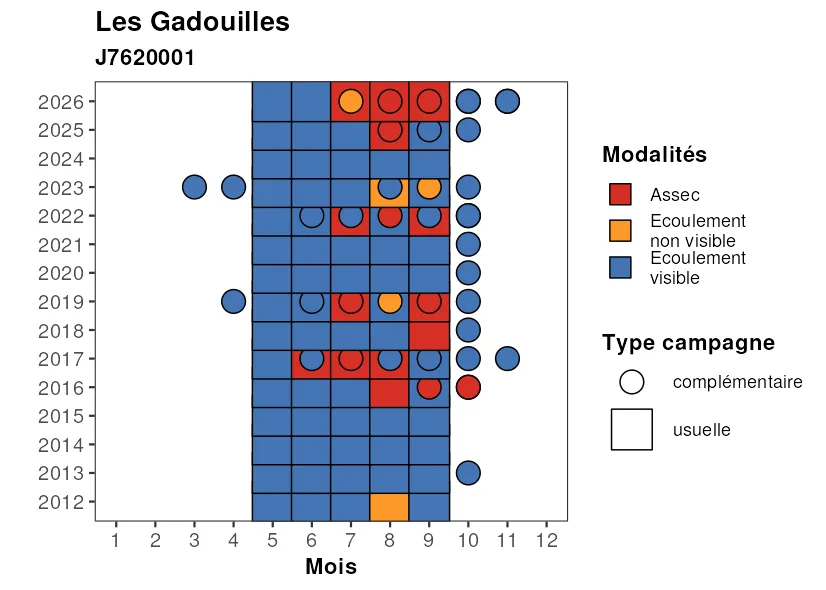 Les Gadouilles
J7620001
2026
2025
2024
2023
2022
2021
2020
2019
2018
2017
2016
2015
2014
2013
2012
1 2 3 4 5 6 7 8 9 10 11 12
Mois
Modalités
Assec
Ecoulement
non visible
Ecoulement
visible
Type campagne
complémentaire
usuelle